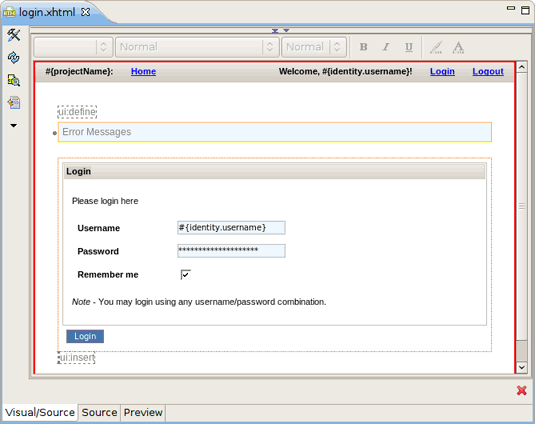 login.xhtml
Normal Normal B I U A
#{projectName}: Home Welcome, #{identity.username}! Login Logout
ui:define
Error Messages
Login
Please login here
Username #{identity.username}
Password ********************
Remember me
Note - You may login using any username/password combination.
Login
ui:insert
Visual/Source Source Preview